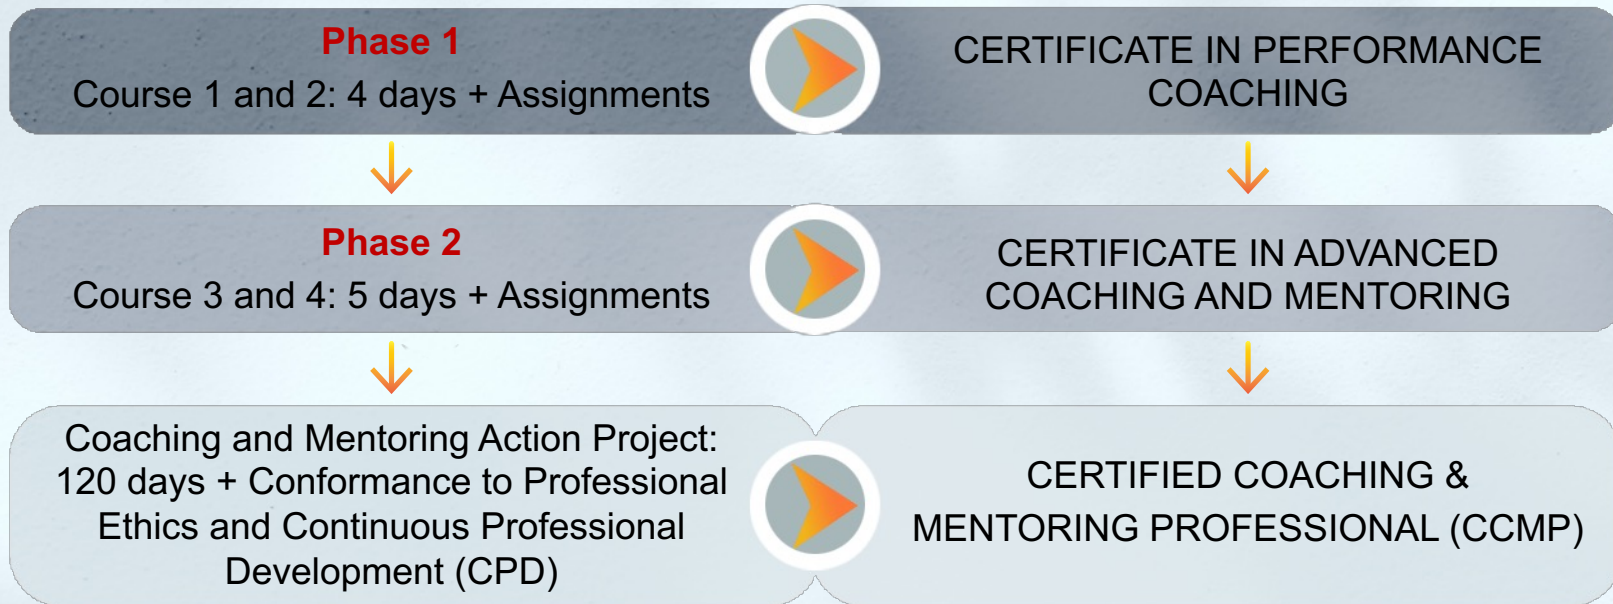 Phase 1
Course 1 and 2: 4 days + Assignments
CERTIFICATE IN PERFORMANCE
COACHING
Phase 2
Course 3 and 4: 5 days + Assignments
CERTIFICATE IN ADVANCED
COACHING AND MENTORING
Coaching and Mentoring Action Project:
120 days + Conformance to Professional
Ethics and Continuous Professional
Development (CPD)
CERTIFIED COACHING &
MENTORING PROFESSIONAL (CCMP)